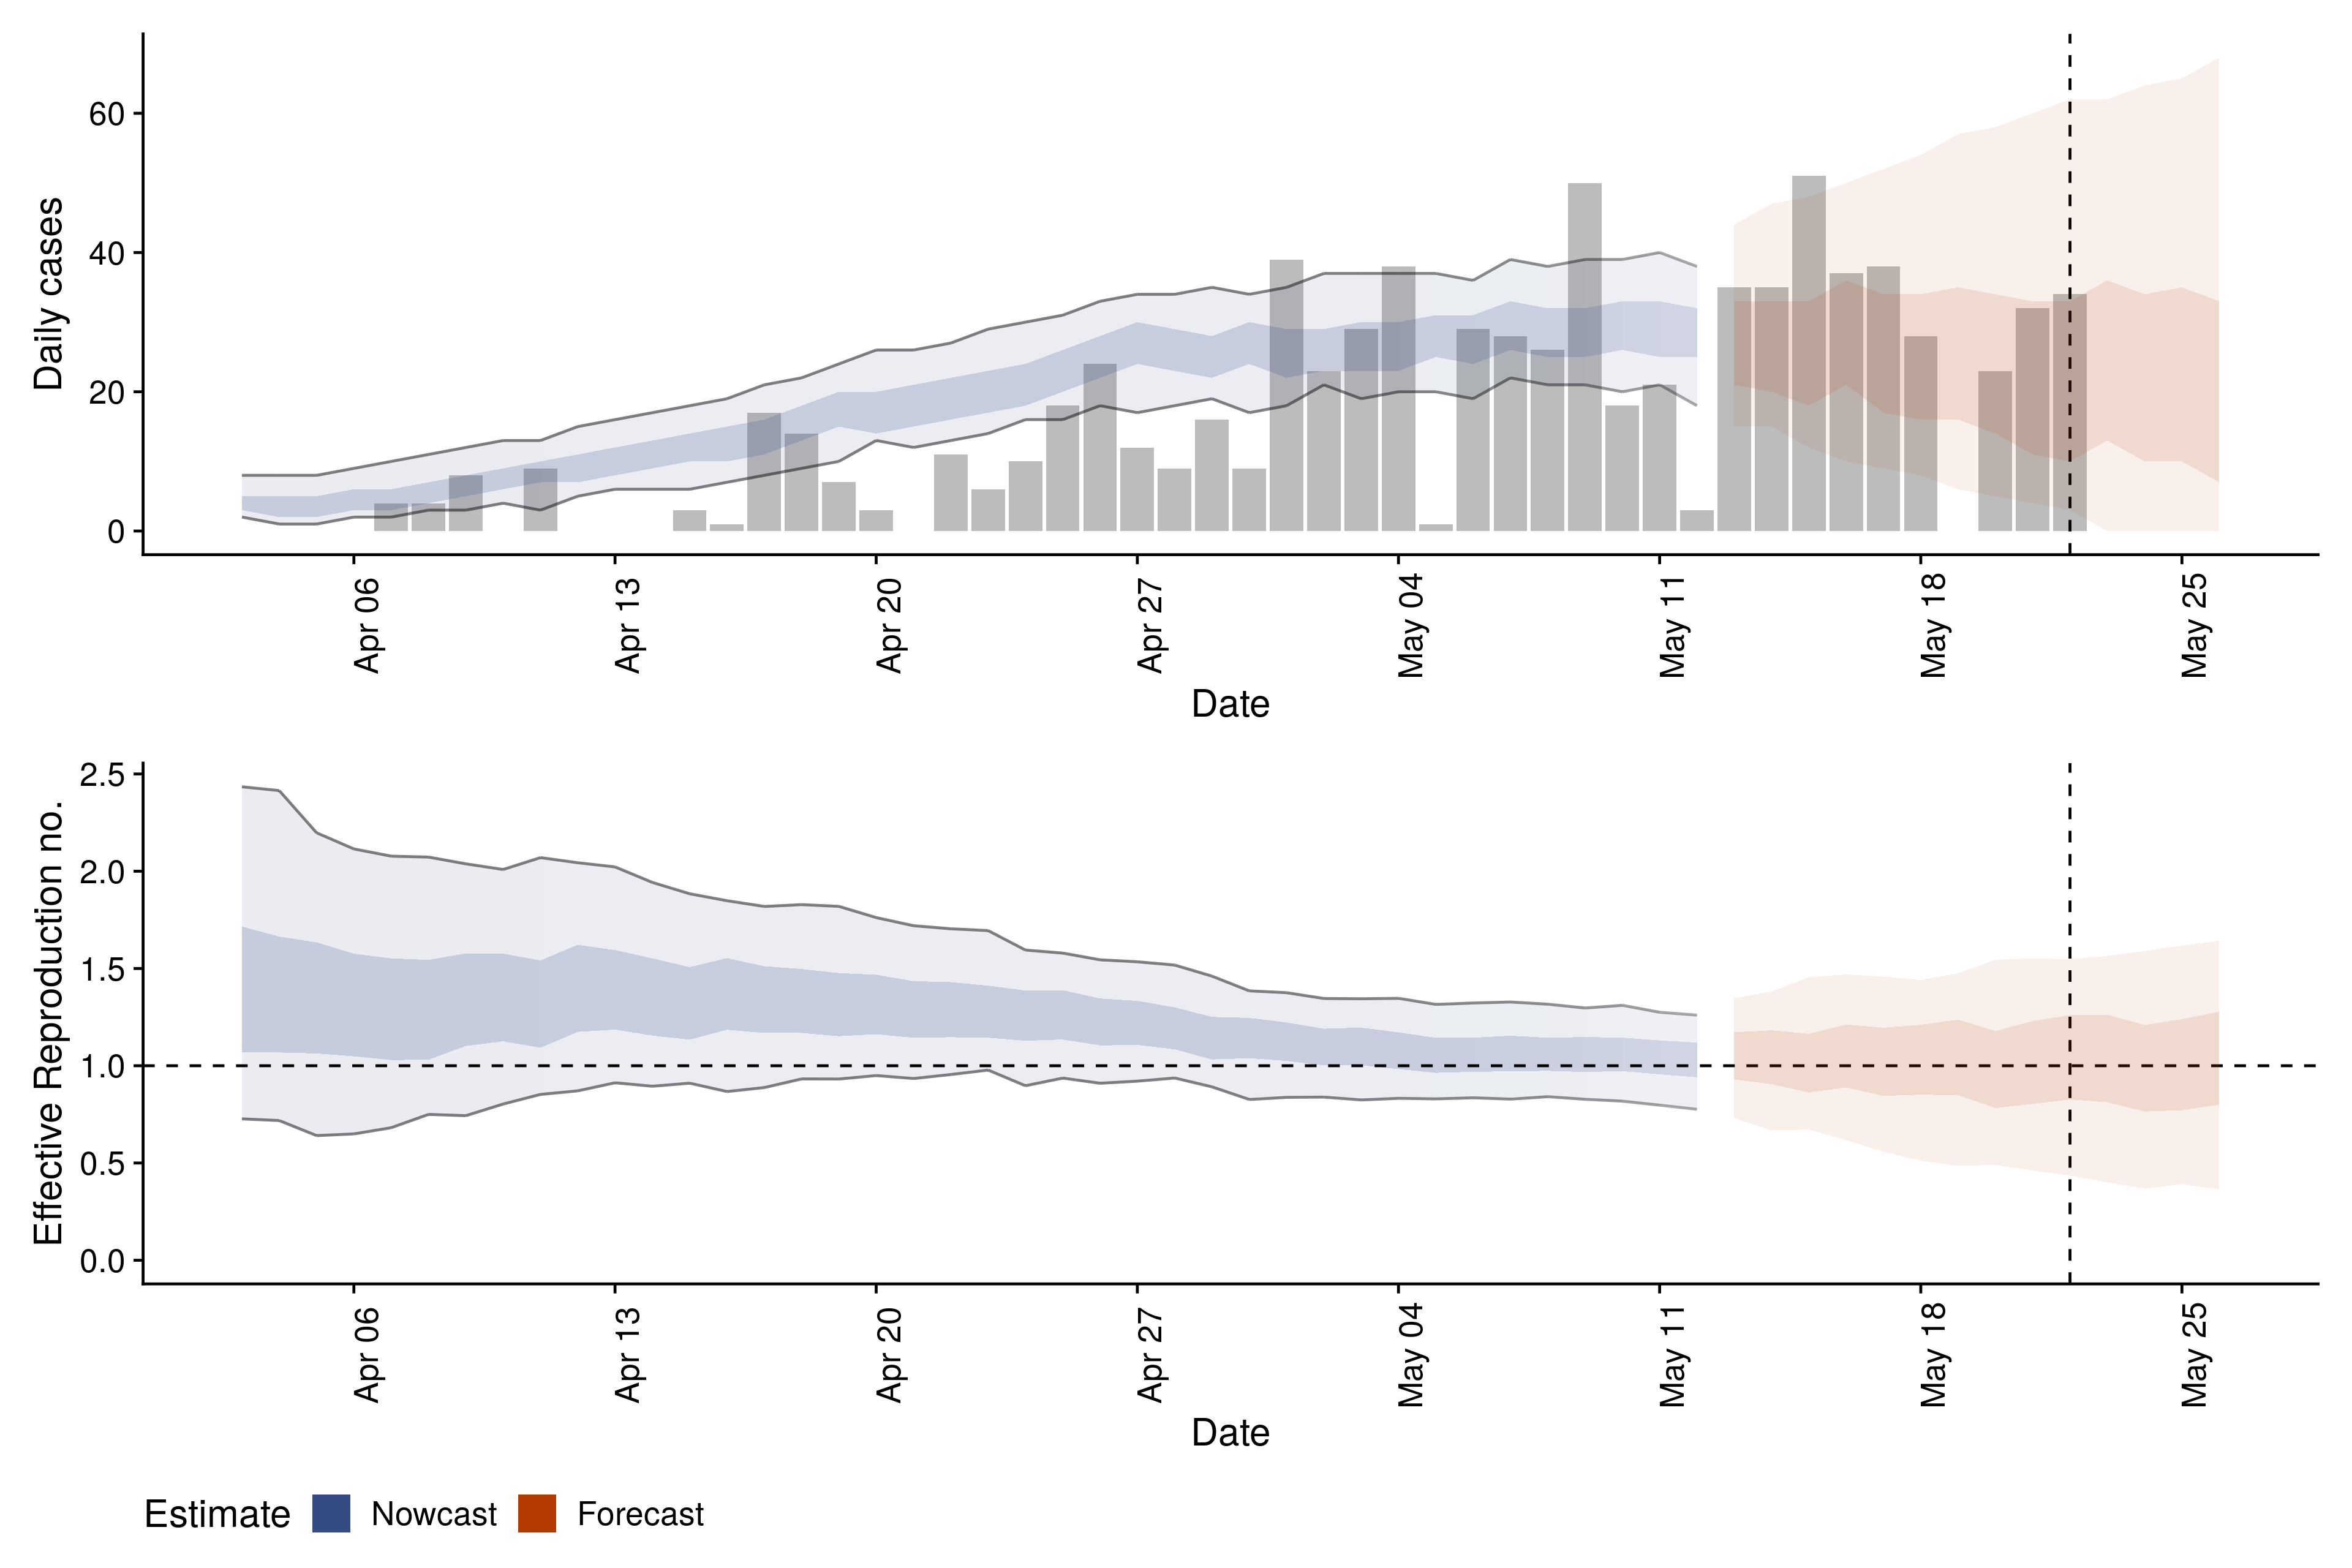 Daily cases
60
40
20
0
Apr 06
Apr 13
Apr 20
Apr 27
May 04
May 11
May 18
May 25
Date
Effective Reproduction no.
2.5
2.0
1.5
1.0
0.5
0.0
Apr 06
Apr 13
Apr 20
Apr 27
May 04
May 11
May 18
May 25
Date
Estimate Nowcast Forecast